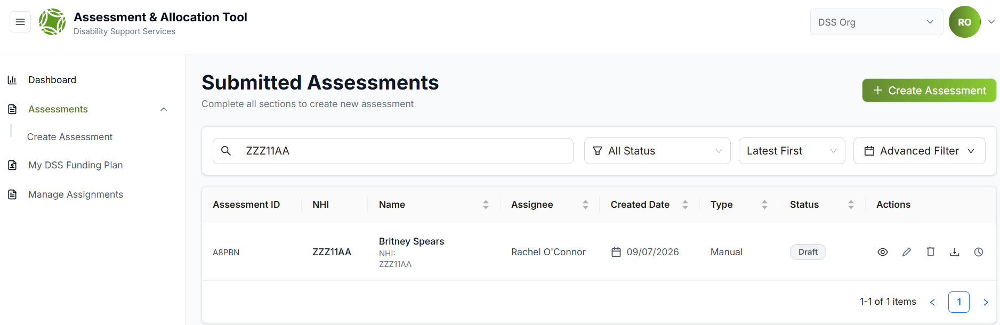 Assessment & Allocation Tool
Disability Support Services
DSS Org
RO
Dashboard
Assessments
Create Assessment
My DSS Funding Plan
Manage Assignments
Submitted Assessments
Complete all sections to create new assessment
Create Assessment
ZZZ11AA
All Status
Latest First
Advanced Filter
Assessment ID NHI Name Assignee Created Date Type Status Actions
A8PBN ZZZ11AA Britney Spears Rachel O'Connor 09/07/2026 Manual Draft
NHI:
ZZZ11AA
1-1 of 1 items < 1 >